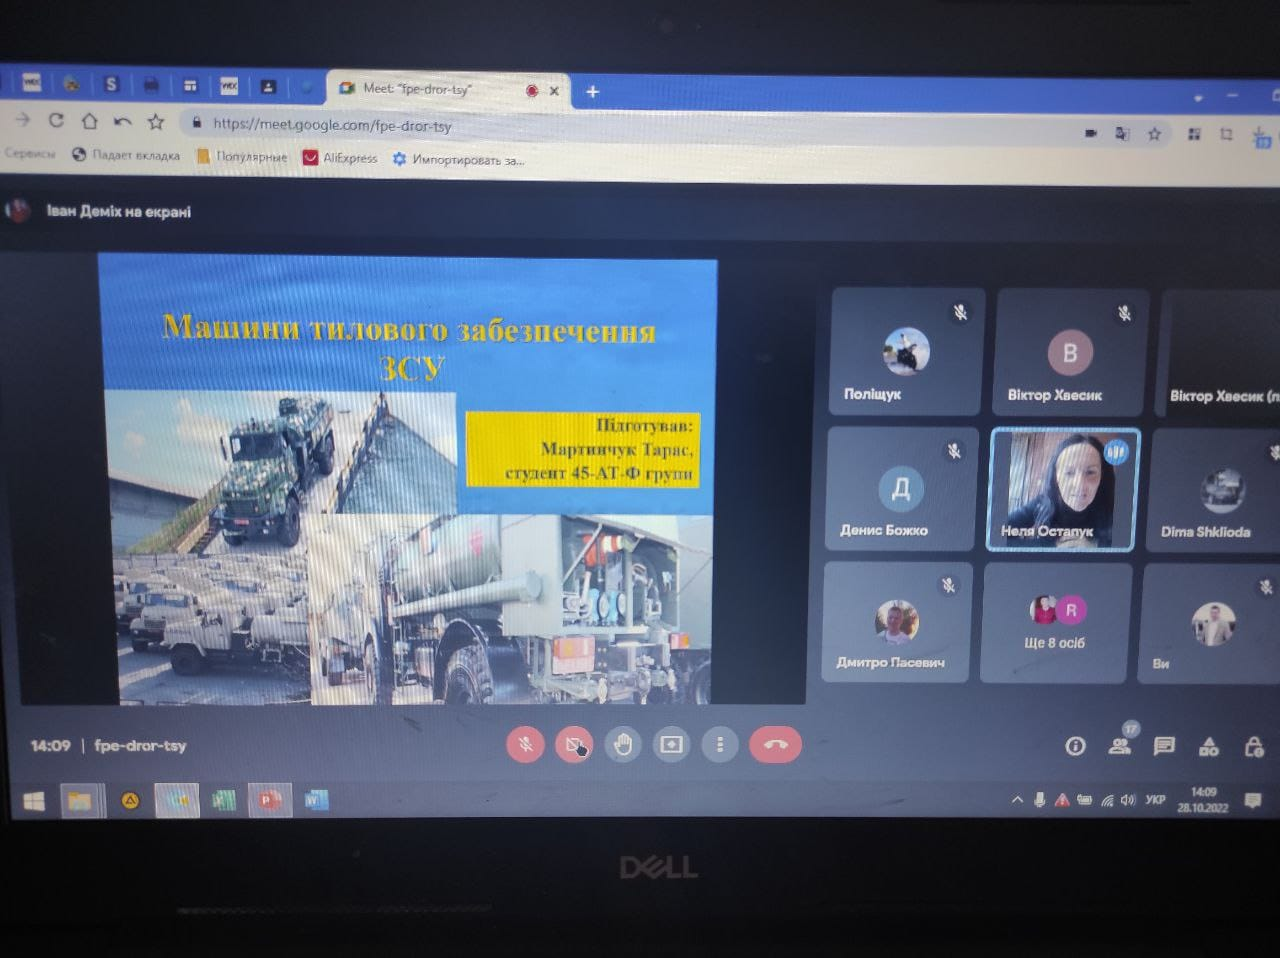 WIX
S
WIX
Meet: "fpe-dror-tsy"
https://meet.google.com/fpe-dror-tsy
Сервисы
Падает вкладка
Популярные
AliExpress
Импортировать за...
Іван Деміх на екрані
Машини тилового забезпечення
ЗСУ
Підготував:
Мартинчук Тарас,
студент 45-АТ-Ф групи
Поліщук
В
Віктор Хвесик
Віктор Хвесик (п
Д
Денис Божко
Неля Остапук
Dima Shklioda
Дмитро Пасевич
R
Ще 8 осіб
Ви
14:09 | fpe-dror-tsy
17
УКР
14:09
28.10.2022
DELL